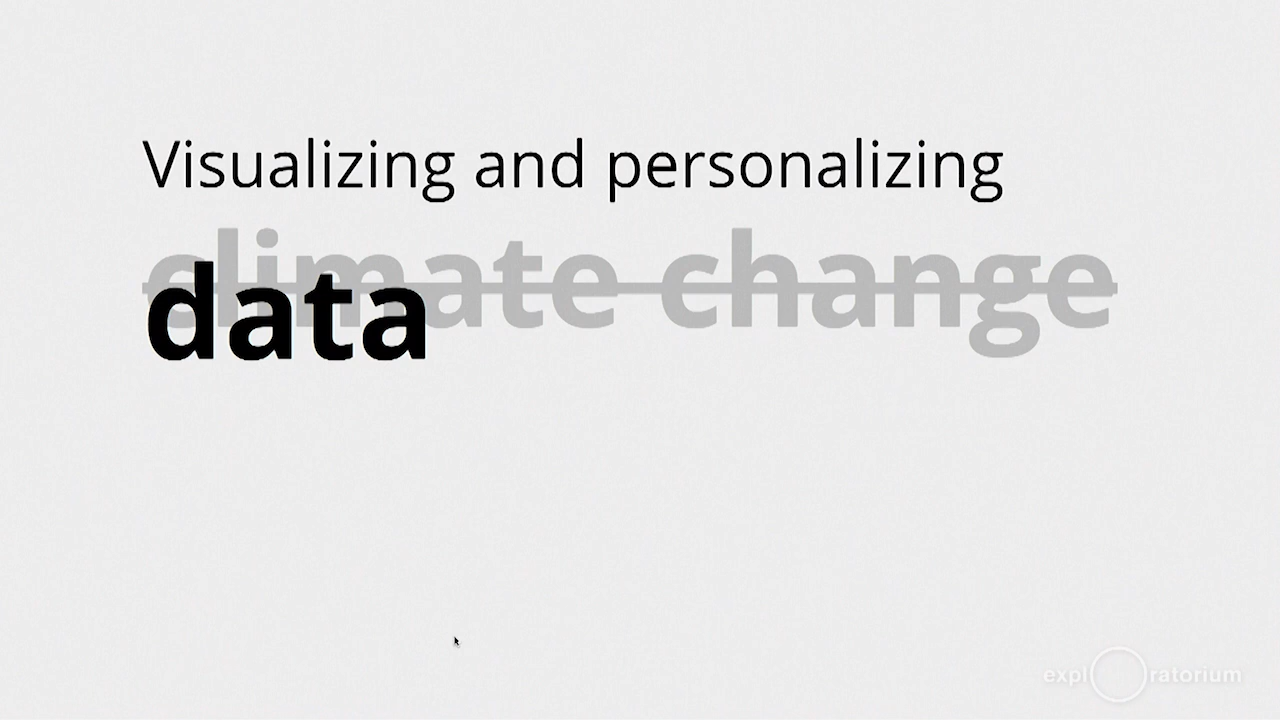 Visualizing and personalizing
climate change
data
explOratorium